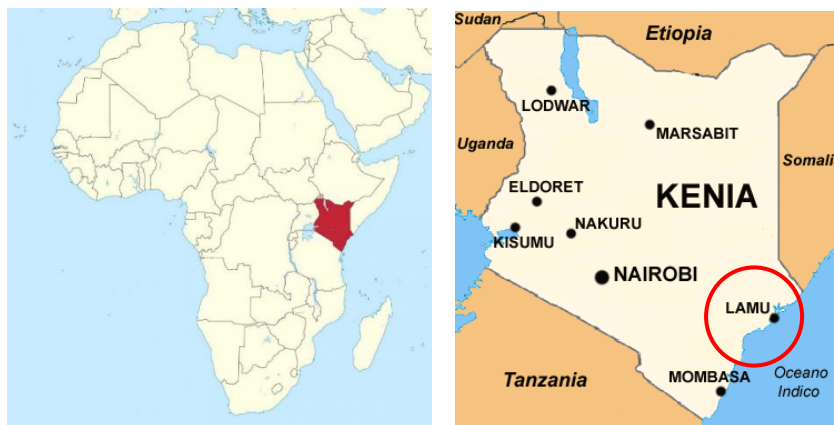 Sudan
Etiopia
LODWAR
MARSABIT
Uganda
Somali
ELDORET
KENIA
NAKURU
KISUMU
NAIROBI
LAMU
Tanzania
MOMBASA
Oceano
Indico